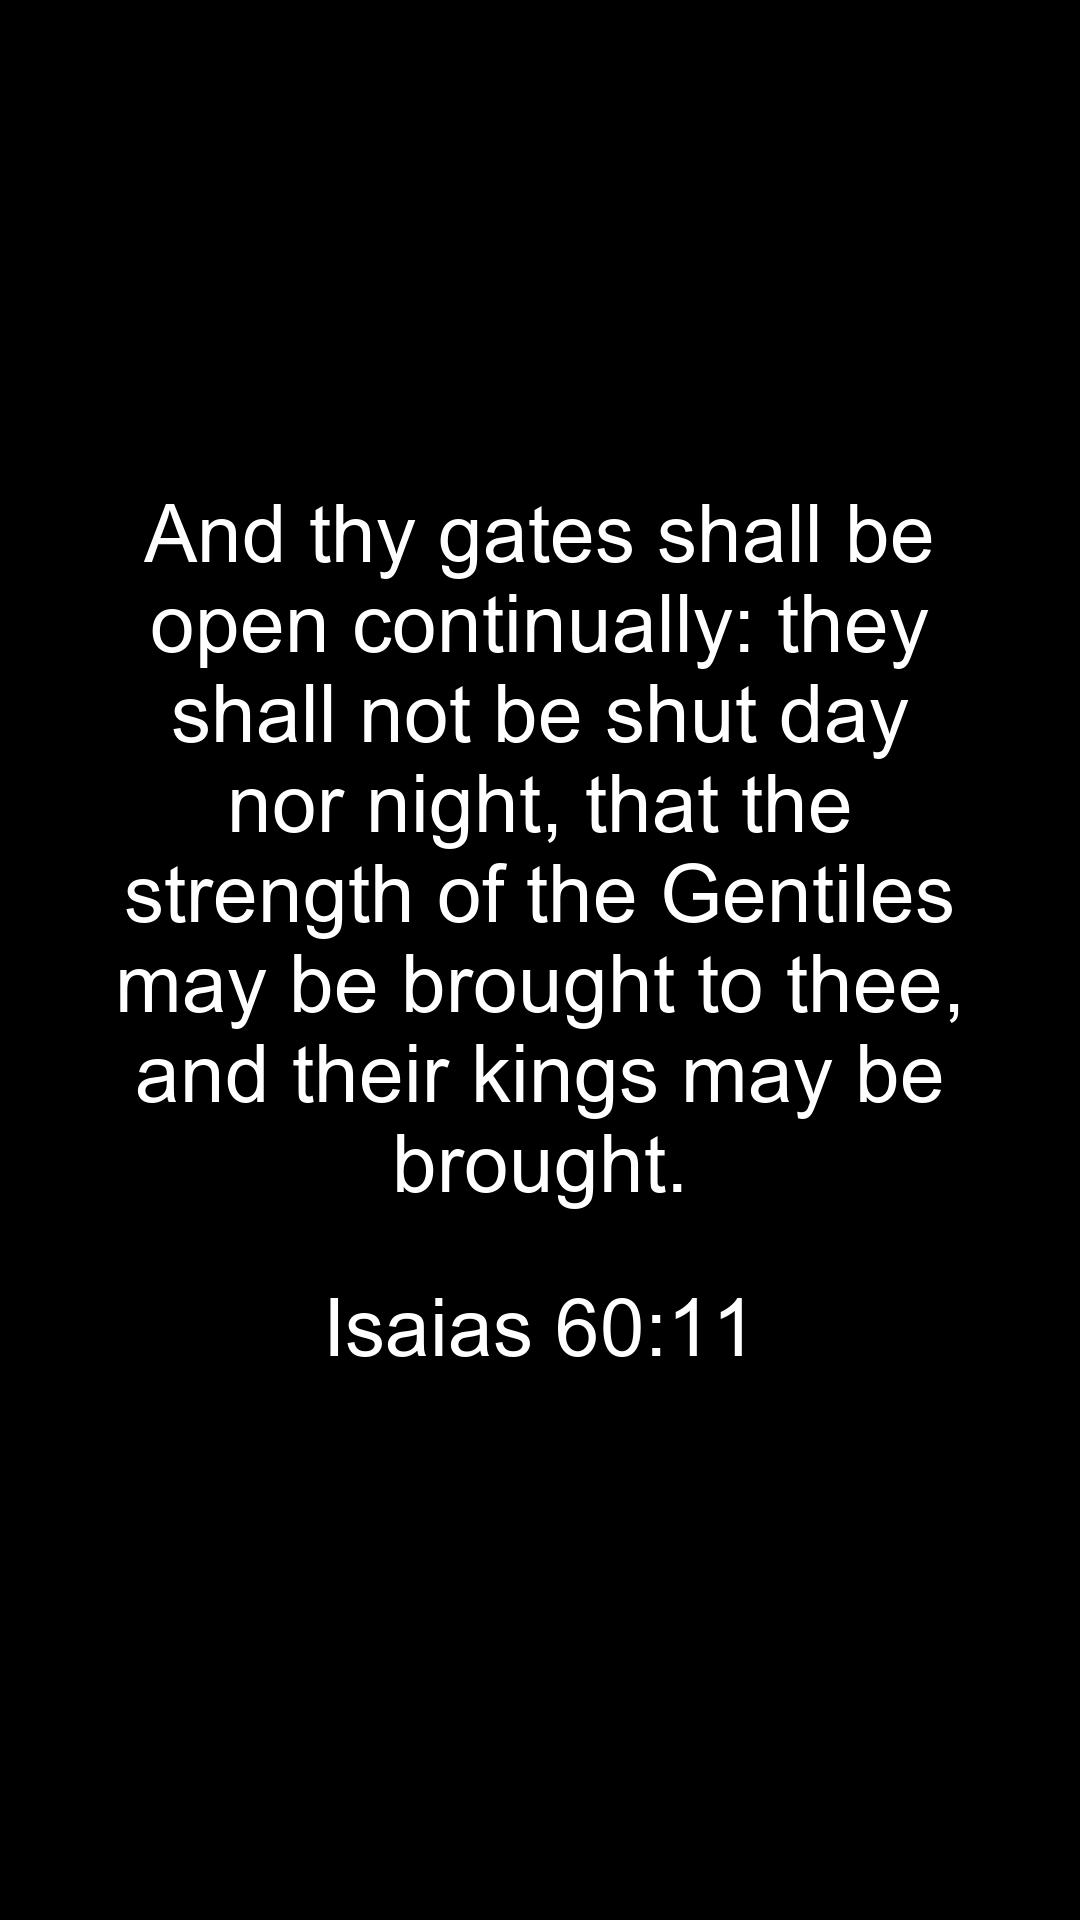 And thy gates shall be
open continually: they
shall not be shut day
nor night, that the
strength of the Gentiles
may be brought to thee,
and their kings may be
brought.
Isaias 60:11